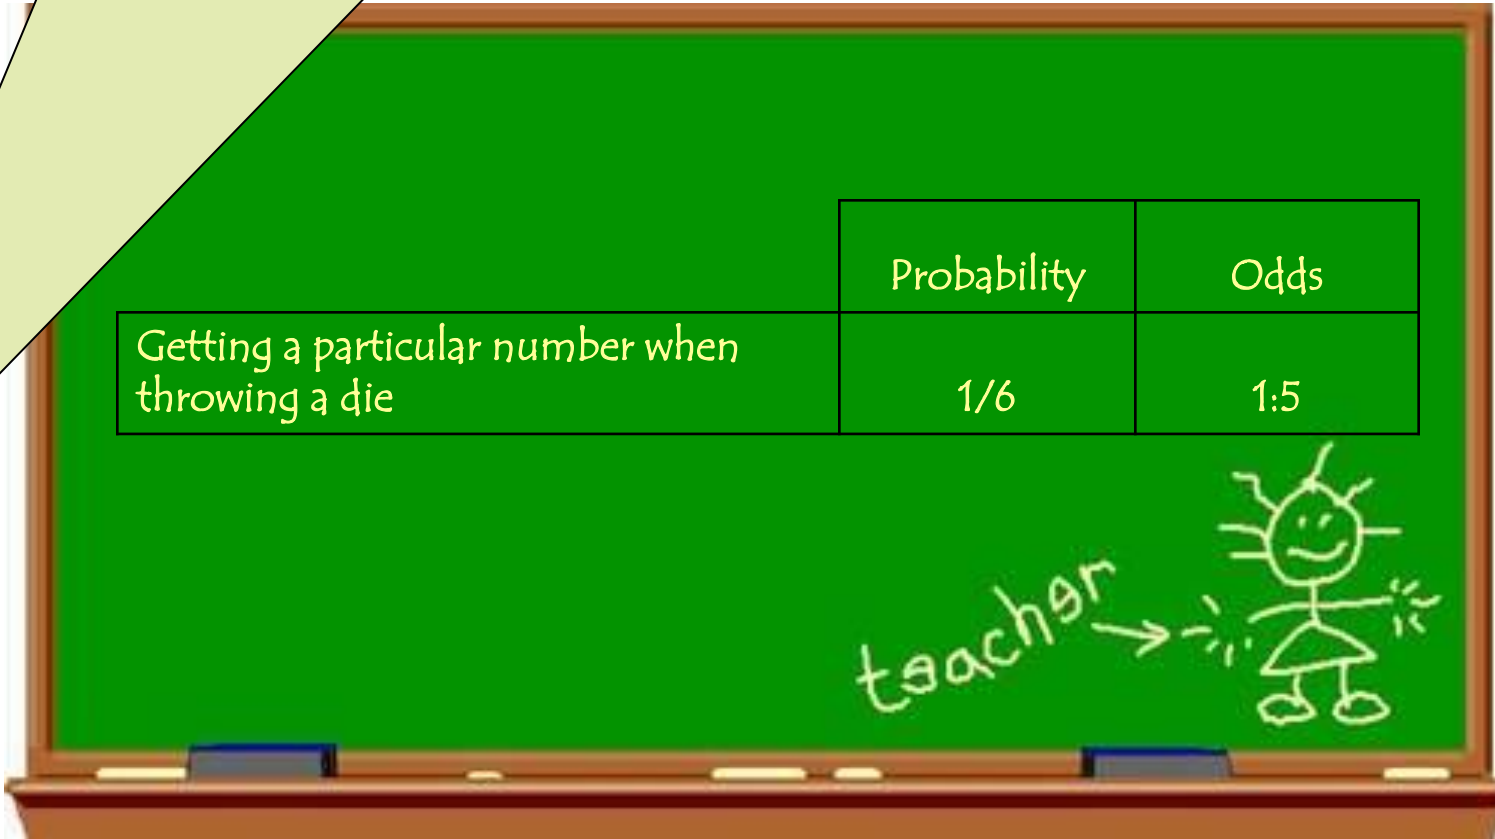 Probability Odds
Getting a particular number when
throwing a die
1/6 1:5
teacher